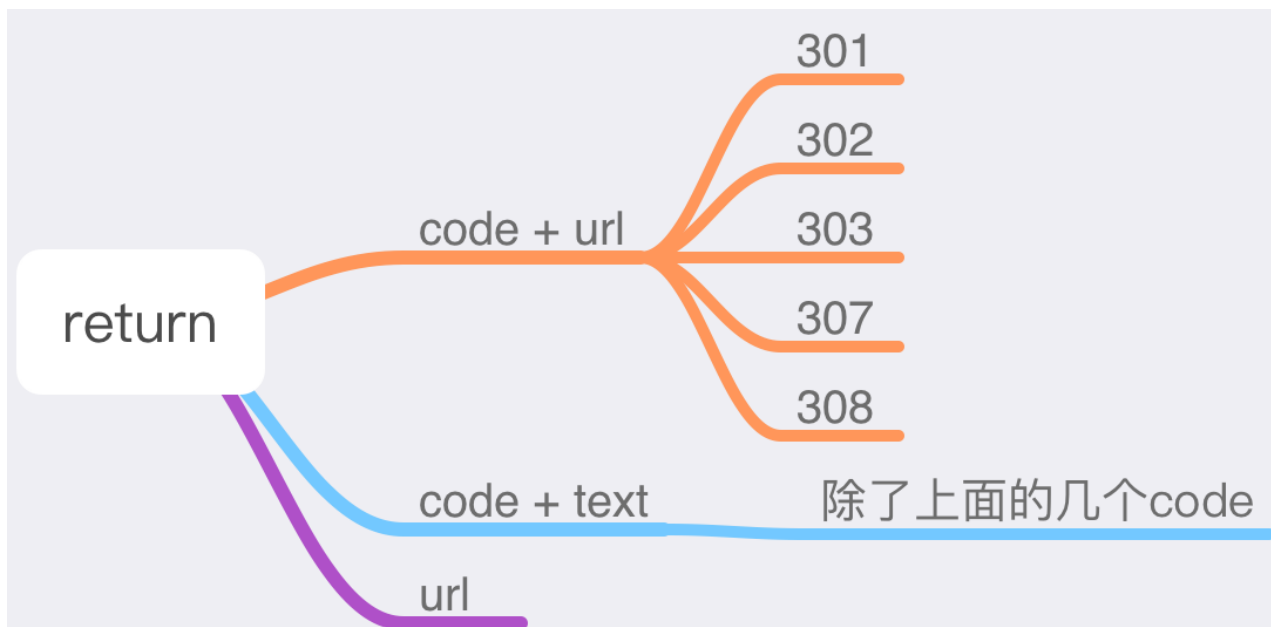 return
code + url
301
302
303
307
308
code + text
除了上面的几个code
url